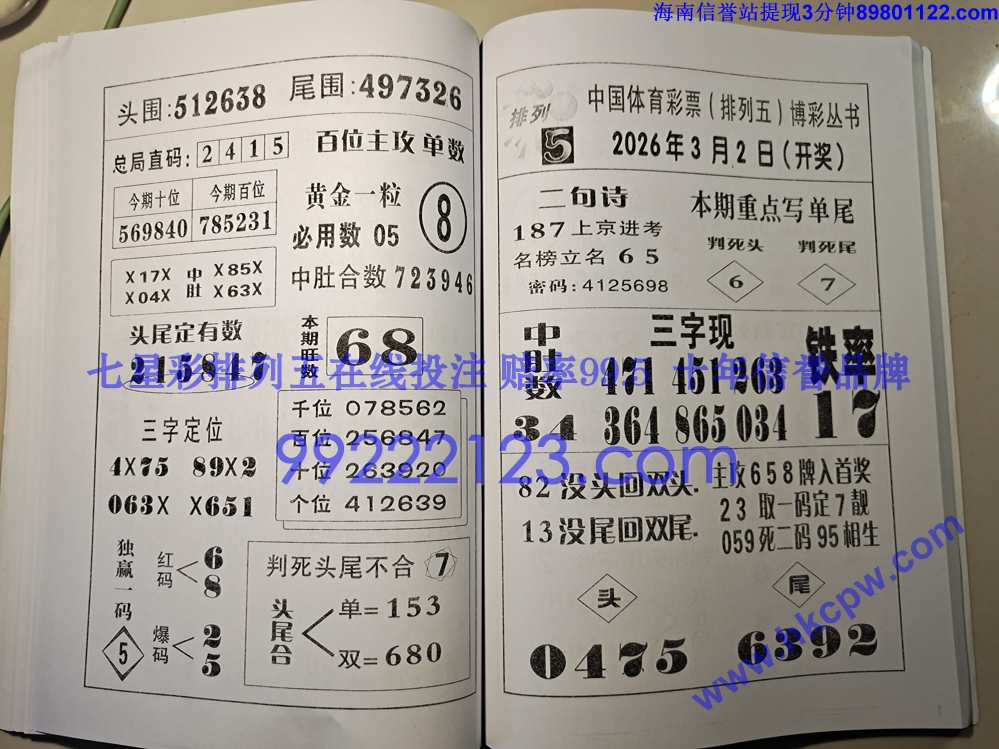 海南信誉站提现3分钟89801122.com
头围:512638 尾围:497326
总局直码: 2 4 1 5
百位主攻单数
今期十位 今期百位
569840 785231
黄金一粒
必用数 05
8
X17X 中 X85X
X04X 肚 X63X
中肚合数 723946
头尾定有数
215847
本期旺数
68
三字定位
4X75 89X2
063X X651
千位 078562
百位 256847
十位 263920
个位 412639
独赢一码
5
红码 6 8
爆码 2 5
判死头尾不合 7
头尾合
单=153
双=680
排列5
中国体育彩票(排列五)博彩丛书
2026年3月2日(开奖)
二句诗
187上京进考
名榜立名 6 5
密码:4125698
本期重点写单尾
判死头 判死尾
6 7
中肚数
34
三字现
471 451 263
364 865 034
铁率
17
82 没头回双头.
13没尾回双尾.
主攻658牌入首奖
23 取一码定7靓
059死二码95相生
头 尾
0475 6392
七星彩排列五在线投注 赔率99.5 十年信誉品牌
99222123.com
www.hkcpw.com